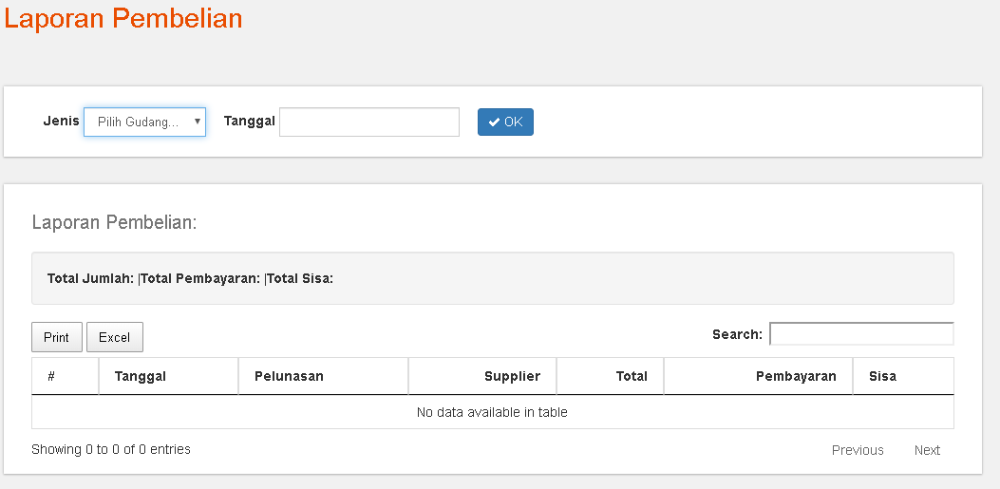 Laporan Pembelian
Jenis Pilih Gudang... Tanggal OK
Laporan Pembelian:
Total Jumlah: |Total Pembayaran: |Total Sisa:
Print Excel Search:
# Tanggal Pelunasan Supplier Total Pembayaran Sisa
No data available in table
Showing 0 to 0 of 0 entries Previous Next